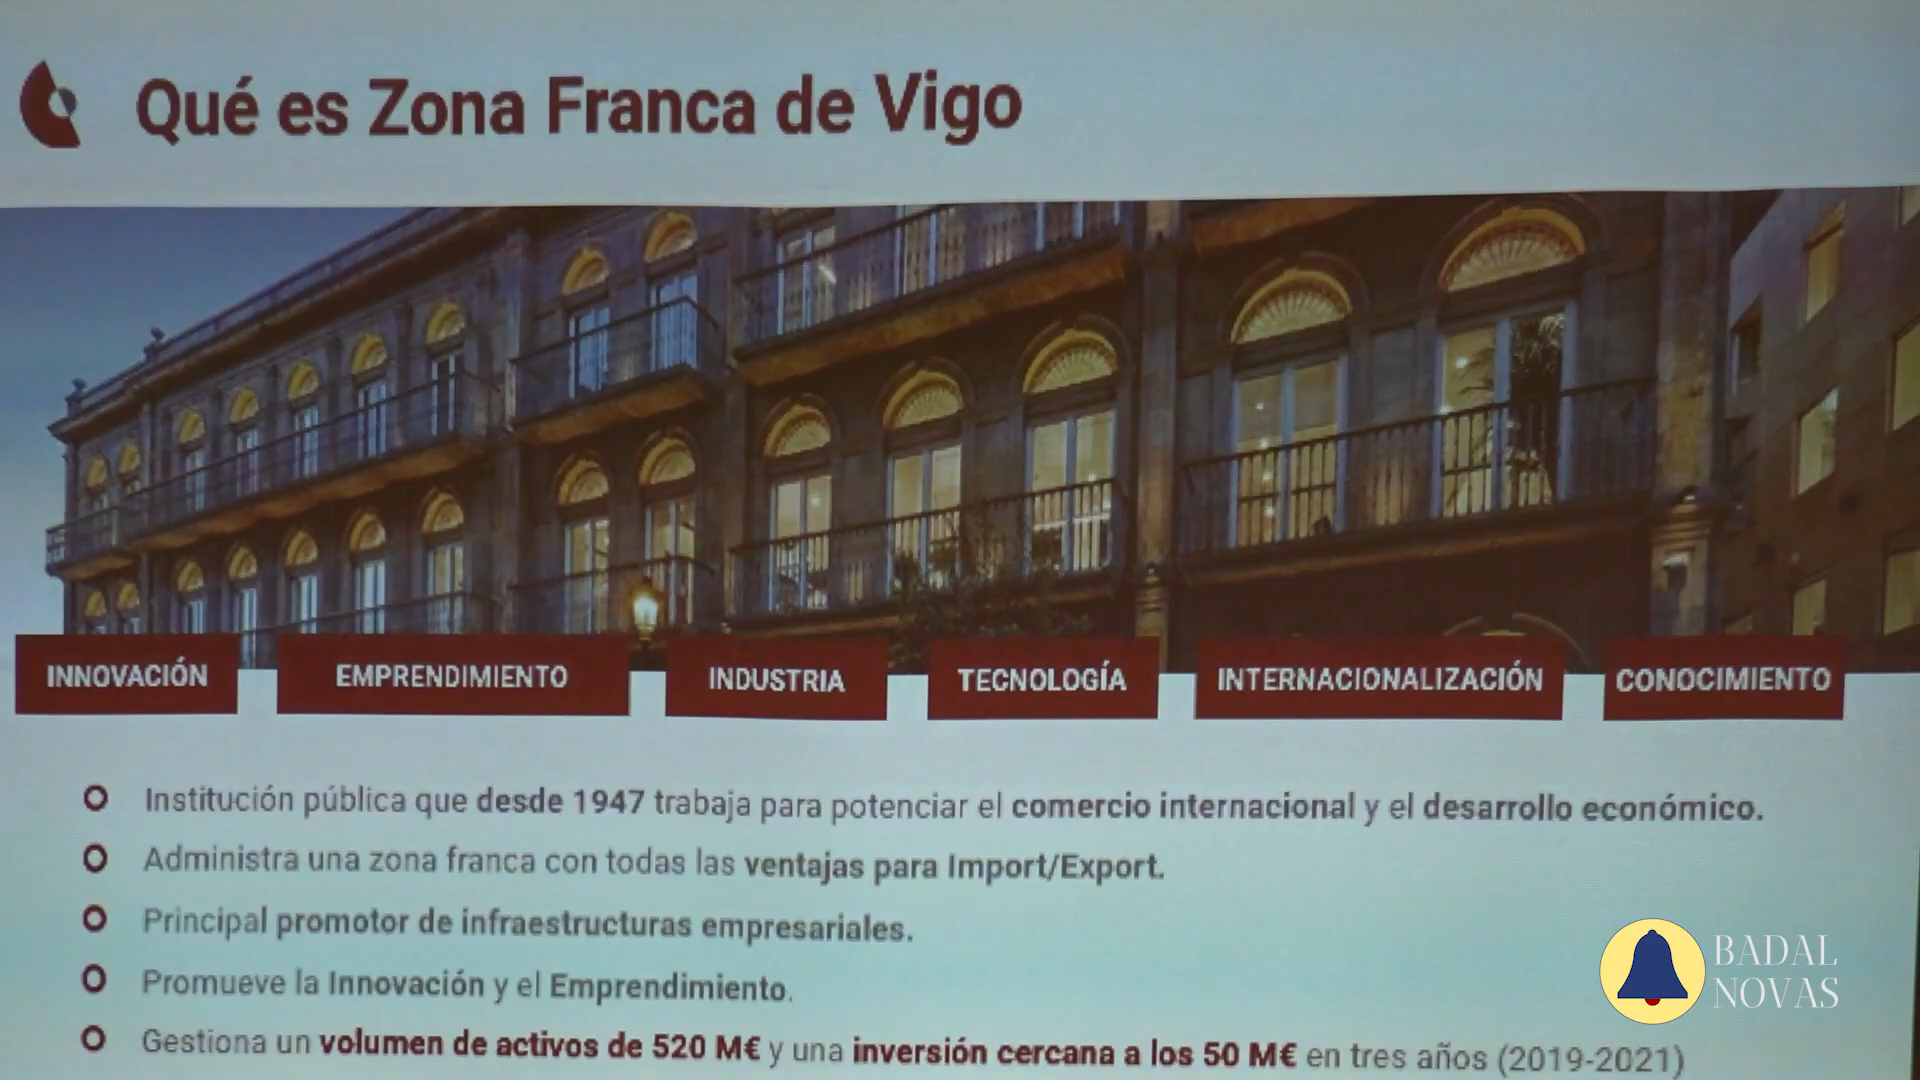 Qué es Zona Franca de Vigo
INNOVACIÓN
EMPRENDIMIENTO
INDUSTRIA
TECNOLOGÍA
INTERNACIONALIZACIÓN
CONOCIMIENTO
Institución pública que desde 1947 trabaja para potenciar el comercio internacional y el desarrollo económico.
Administra una zona franca con todas las ventajas para Import/Export.
Principal promotor de infraestructuras empresariales.
Promueve la Innovación y el Emprendimiento.
Gestiona un volumen de activos de 520 M€ y una inversión cercana a los 50 M€ en tres años (2019-2021)
BADAL
NOVAS